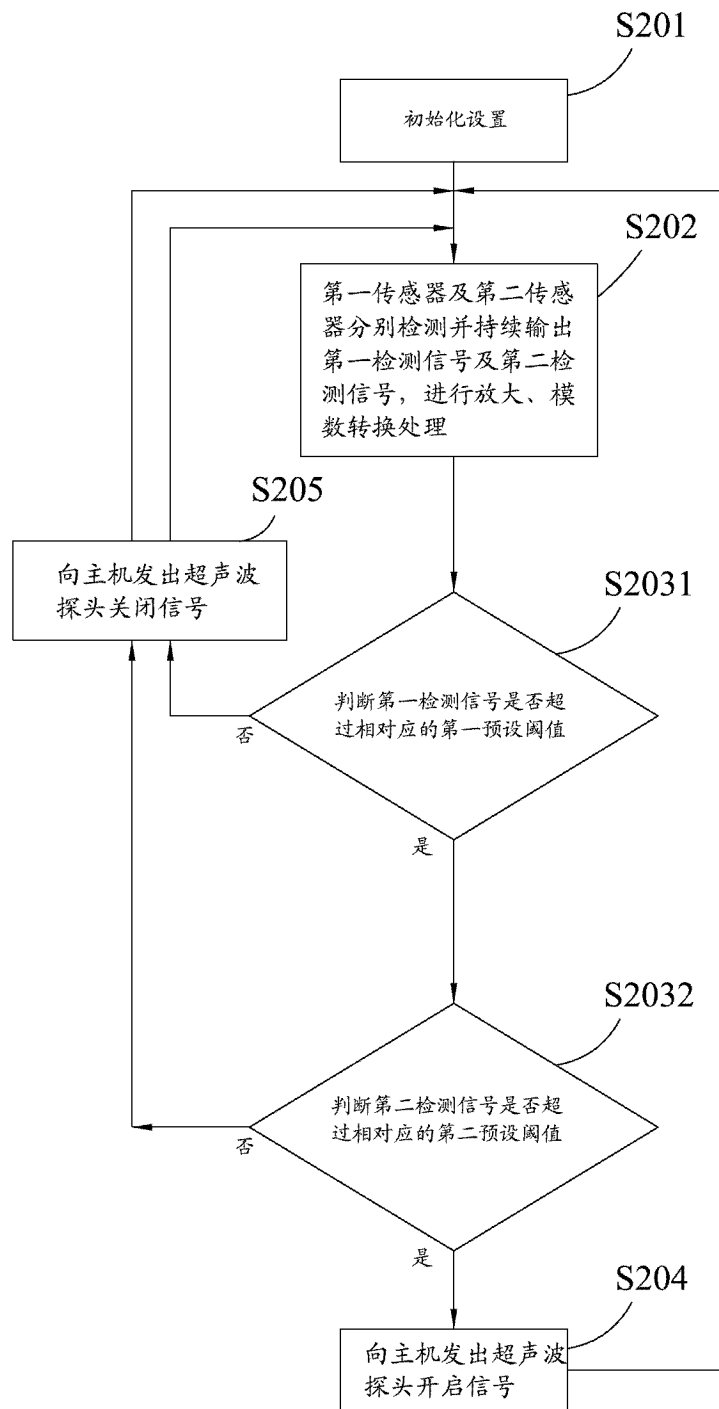 S201
初始化设置
S202
第一传感器及第二传感
器分别检测并持续输出
第一检测信号及第二检
测信号，进行放大、模
数转换处理
S205
向主机发出超声波
探头关闭信号
S2031
判断第一检测信号是否超
过相对应的第一预设阈值
否
是
S2032
判断第二检测信号是否超
过相对应的第二预设阈值
否
是
S204
向主机发出超声波
探头开启信号